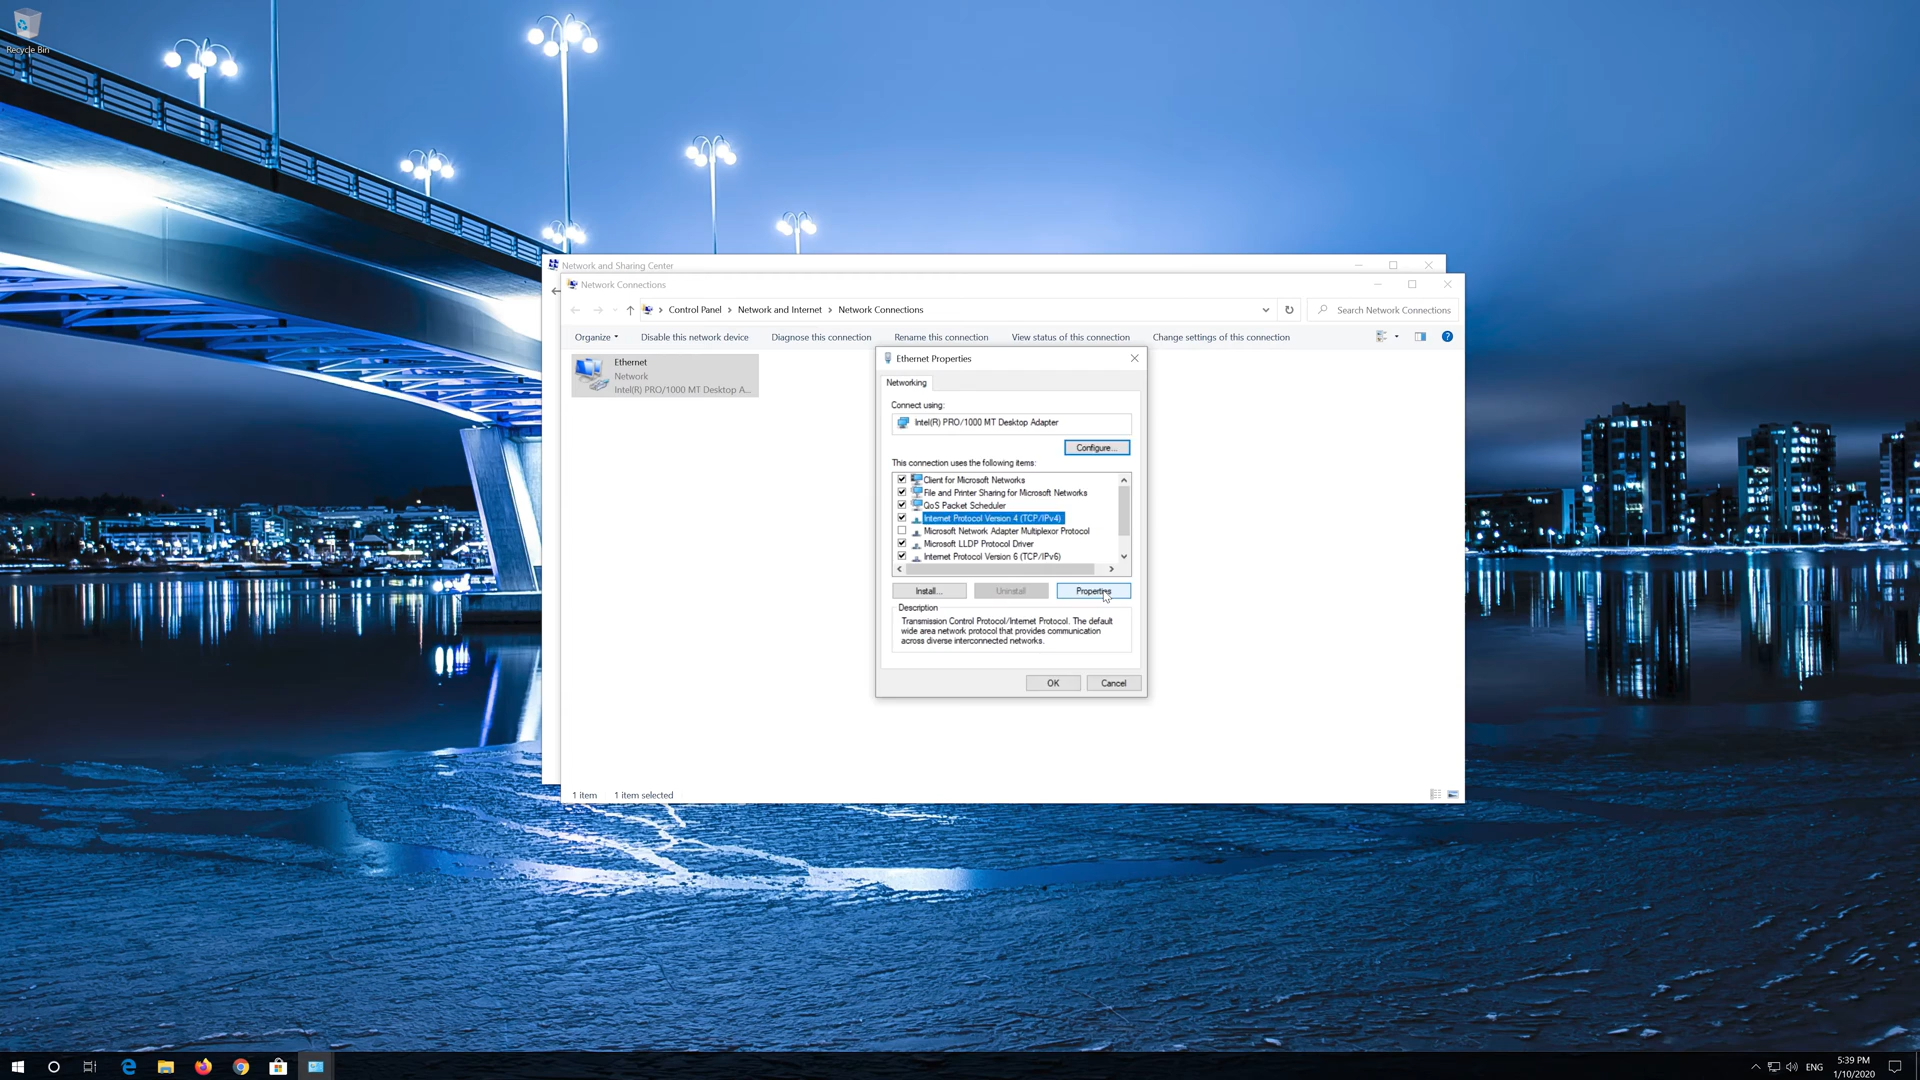 Recycle Bin
Network and Sharing Center
Network Connections
Control Panel
Network and Internet
Network Connections
Search Network Connections
Organize
Disable this network device
Diagnose this connection
Rename this connection
View status of this connection
Change settings of this connection
Ethernet
Network
Intel(R) PRO/1000 MT Desktop A...
Ethernet Properties
Networking
Connect using:
Intel(R) PRO/1000 MT Desktop Adapter
Configure...
This connection uses the following items:
Client for Microsoft Networks
File and Printer Sharing for Microsoft Networks
QoS Packet Scheduler
Internet Protocol Version 4 (TCP/IPv4)
Microsoft Network Adapter Multiplexor Protocol
Microsoft LLDP Protocol Driver
Internet Protocol Version 6 (TCP/IPv6)
Install...
Uninstall
Properties
Description
Transmission Control Protocol/Internet Protocol. The default
wide area network protocol that provides communication
across diverse interconnected networks.
OK
Cancel
1 item
1 item selected
ENG
5:39 PM
1/10/2020